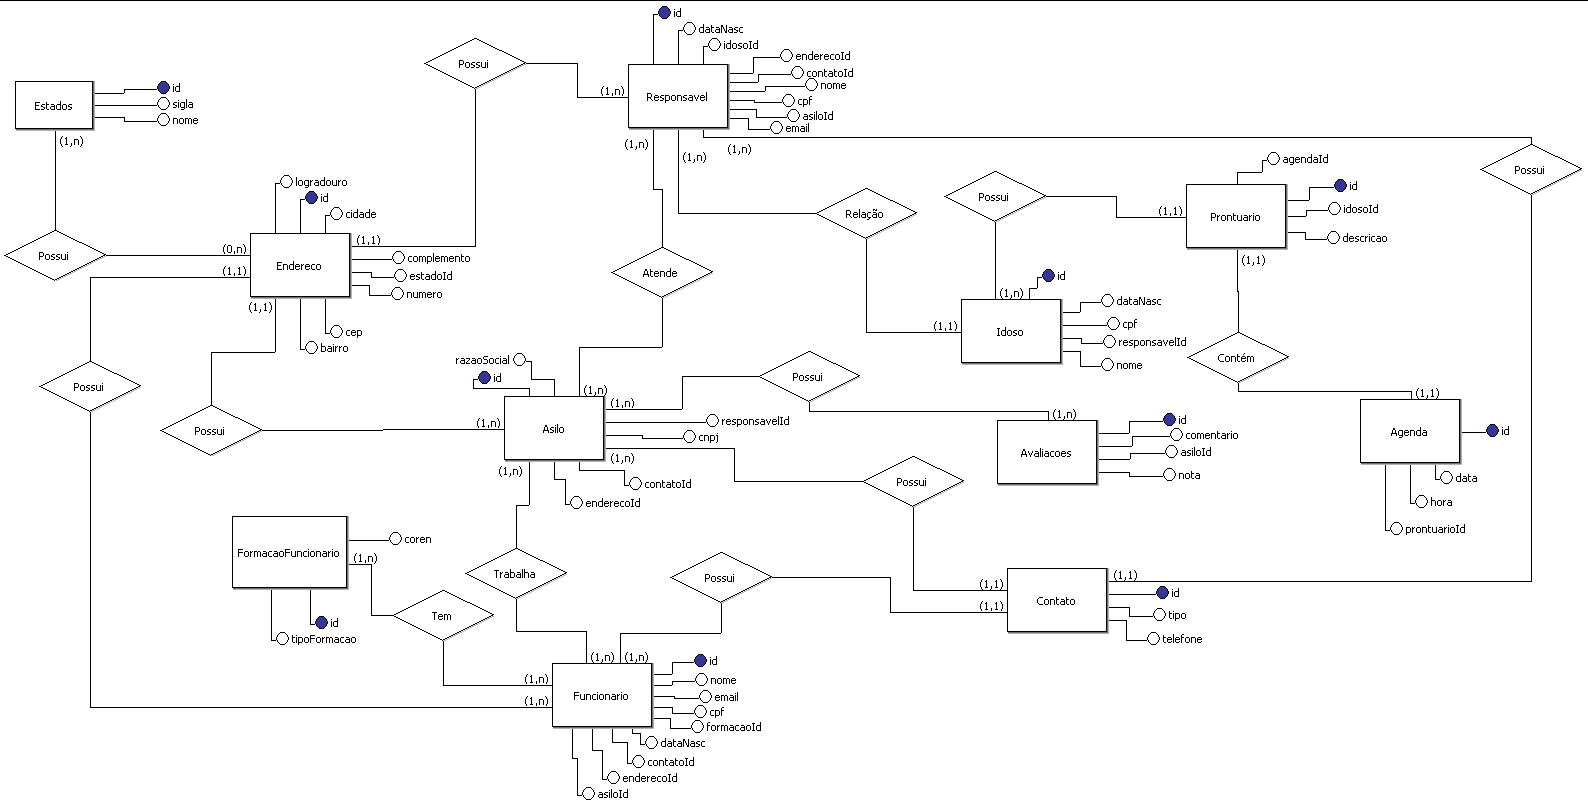 id
dataNasc
idosoId
enderecoId
contatoId
nome
cpf
asiloId
email
Responsavel
(1,n)
(1,n)
(1,n)
(1,n)
Possui
Estados
id
sigla
nome
(1,n)
Possui
logradouro
id
cidade
(0,n)
(1,1)
(1,1)
(1,1)
Endereco
complemento
estadoId
numero
cep
bairro
Possui
Possui
Atende
Relação
Possui
agendaId
id
idosoId
descricao
Prontuario
(1,1)
(1,1)
Possui
(1,n)
id
dataNasc
cpf
responsavelId
nome
(1,1)
Idoso
Contém
razaoSocial
id
(1,n)
(1,n)
(1,n)
Asilo
responsavelId
cnpj
(1,n)
(1,n)
contatoId
enderecoId
Possui
(1,n)
Avaliacoes
id
comentario
asiloId
nota
(1,1)
Agenda
id
data
hora
prontuarioId
Possui
FormacaoFuncionario
coren
(1,n)
id
tipoFormacao
Trabalha
Tem
Possui
(1,1)
(1,1)
(1,1)
Contato
id
tipo
telefone
(1,n)
(1,n)
(1,n)
(1,n)
Funcionário
id
nome
email
cpf
formacaoId
dataNasc
contatoId
enderecoId
asiloId